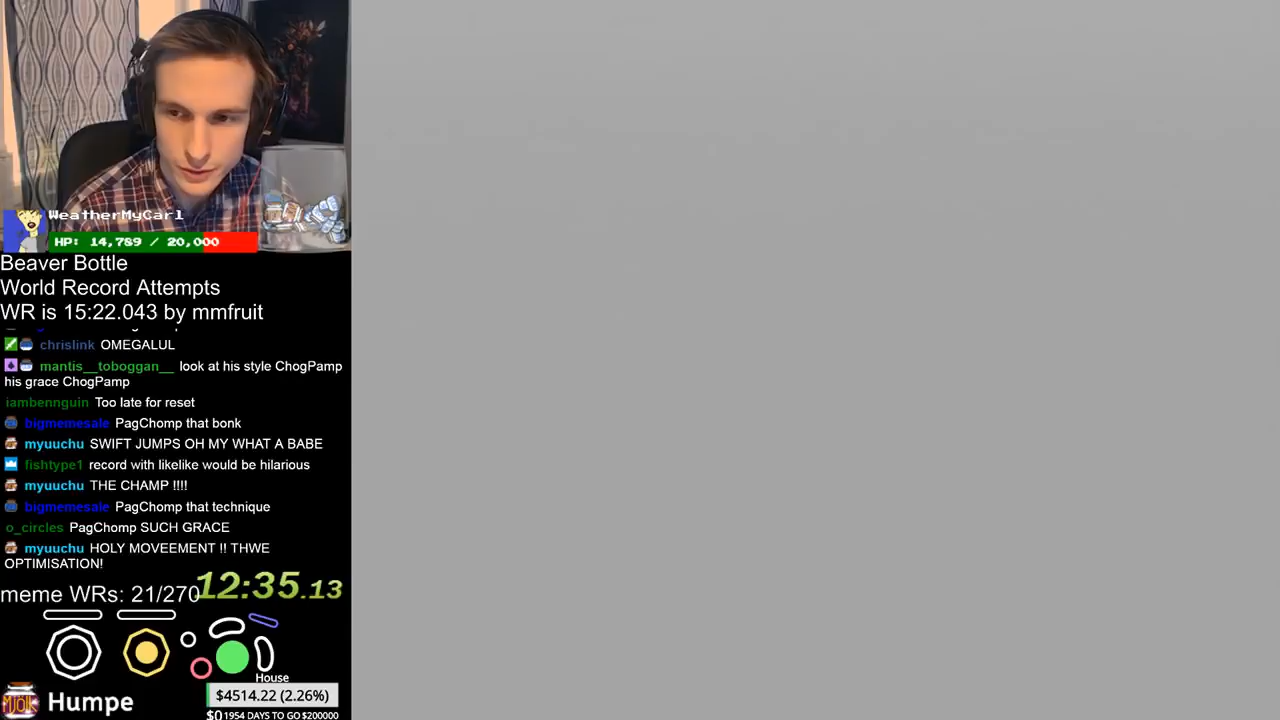 WeatherMyCarl
HP: 14,789 / 20,000
Beaver Bottle
World Record Attempts
WR is 15:22.043 by mmfruit
chrislink OMEGALUL
mantis__toboggan__ look at his style ChogPamp
his grace ChogPamp
iambennguin Too late for reset
bigmemesale PagChomp that bonk
myuuchu SWIFT JUMPS OH MY WHAT A BABE
fishtype1 record with likelike would be hilarious
myuuchu THE CHAMP !!!!
bigmemesale PagChomp that technique
o_circles PagChomp SUCH GRACE
myuuchu HOLY MOVEEMENT !! THWE
OPTIMISATION!
meme WRs: 21/270
12:35.13
House
Humpe
$4514.22 (2.26%)
$0 1954 DAYS TO GO $200000